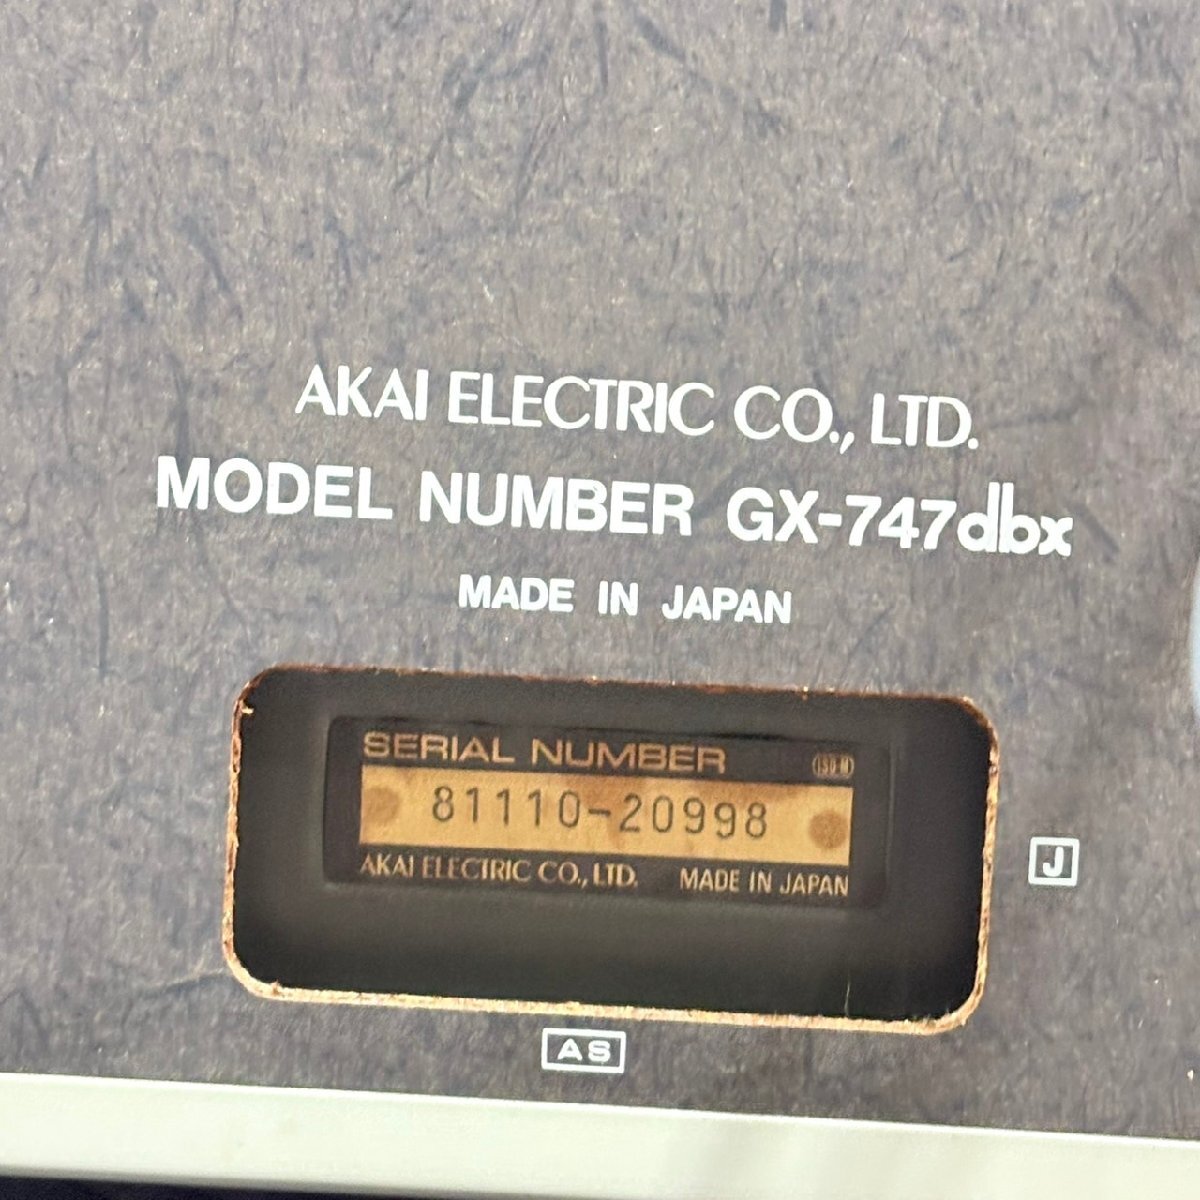 AKAI ELECTRIC CO., LTD.
MODEL NUMBER GX-747dbx
MADE IN JAPAN
SERIAL NUMBER
81110-20998
AKAI ELECTRIC CO., LTD. MADE IN JAPAN
J
AS